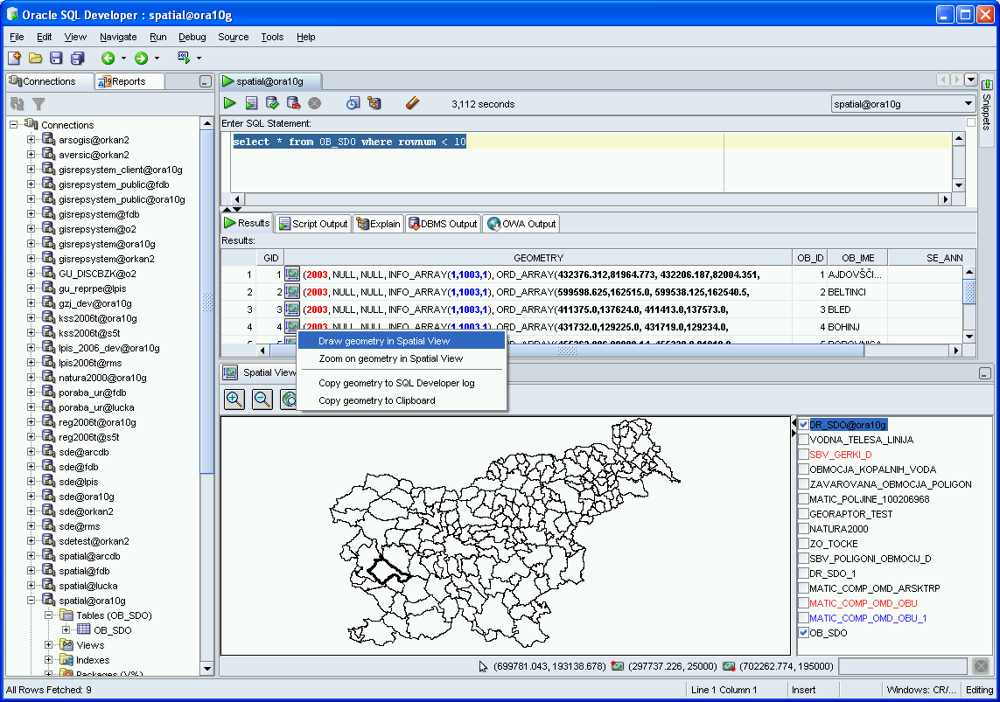 Oracle SQL Developer : spatial@ora10g
File Edit View Navigate Run Debug Source Tools Help
Connections
Reports
Connections
arsogis@orkan2
aversic@orkan2
gisrepsystem_client@ora10g
gisrepsystem_public@fdb
gisrepsystem_public@ora10g
gisrepsystem@fdb
gisrepsystem@o2
gisrepsystem@ora10g
gisrepsystem@orkan2
GU_DISCBZK@o2
gu_reprpe@lpis
gzj_dev@ora10g
kss2006t@ora10g
kss2006t@s5t
lpis_2006_dev@ora10g
lpis2006t@rms
natura2000@ora10g
poraba_ur@fdb
poraba_ur@lucka
reg2006t@ora10g
reg2006t@s5t
sde@arcdb
sde@fdb
sde@lpis
sde@ora10g
sde@orkan2
sde@rms
sdetest@orkan2
spatial@arcdb
spatial@fdb
spatial@lucka
spatial@ora10g
Tables (OB_SDO)
OB_SDO
Views
Indexes
Packages (V%)
spatial@ora10g
3,112 seconds
spatial@ora10g
Snippets
Enter SQL Statement:
select * from OB_SDO where rownum < 10
Results Script Output Explain DBMS Output OWA Output
Results:
GID GEOMETRY OB_ID OB_IME SE_ANN
1 1 (2003, NULL, NULL, INFO_ARRAY(1,1003,1), ORD_ARRAY(432376.312,81964.773, 432206.187,82004.351, 1 AJDOVŠČI...
2 2 (2003, NULL, NULL, INFO_ARRAY(1,1003,1), ORD_ARRAY(599598.625,162515.0, 599538.125,162540.5, 2 BELTINCI
3 3 (2003, NULL, NULL, INFO_ARRAY(1,1003,1), ORD_ARRAY(411375.0,137624.0, 411413.0,137573.0, 3 BLED
4 4 (2003, NULL, NULL, INFO_ARRAY(1,1003,1), ORD_ARRAY(431732.0,129225.0, 431719.0,129234.0, 4 BOHINJ
Draw geometry in Spatial View
Zoom on geometry in Spatial View
Copy geometry to SQL Developer log
Copy geometry to Clipboard
Spatial View
DR_SDO@ora10g
VODNA_TELESA_LINIJA
SBV_GERKI_D
OBMOCJA_KOPALNIH_VODA
ZAVAROVANA_OBMOCJA_POLIGON
MATIC_POLJINE_100206968
GEORAPTOR_TEST
NATURA2000
ZO_TOCKE
SBV_POLIGONI_OBMOCIJ_D
DR_SDO_1
MATIC_COMP_OMD_ARSKTRP
MATIC_COMP_OMD_OBU
MATIC_COMP_OMD_OBU_1
OB_SDO
(699781.043, 193138.678) (297737.226, 25000) (702262.774, 195000)
All Rows Fetched: 9
Line 1 Column 1
Insert
Windows: CR/...
Editing